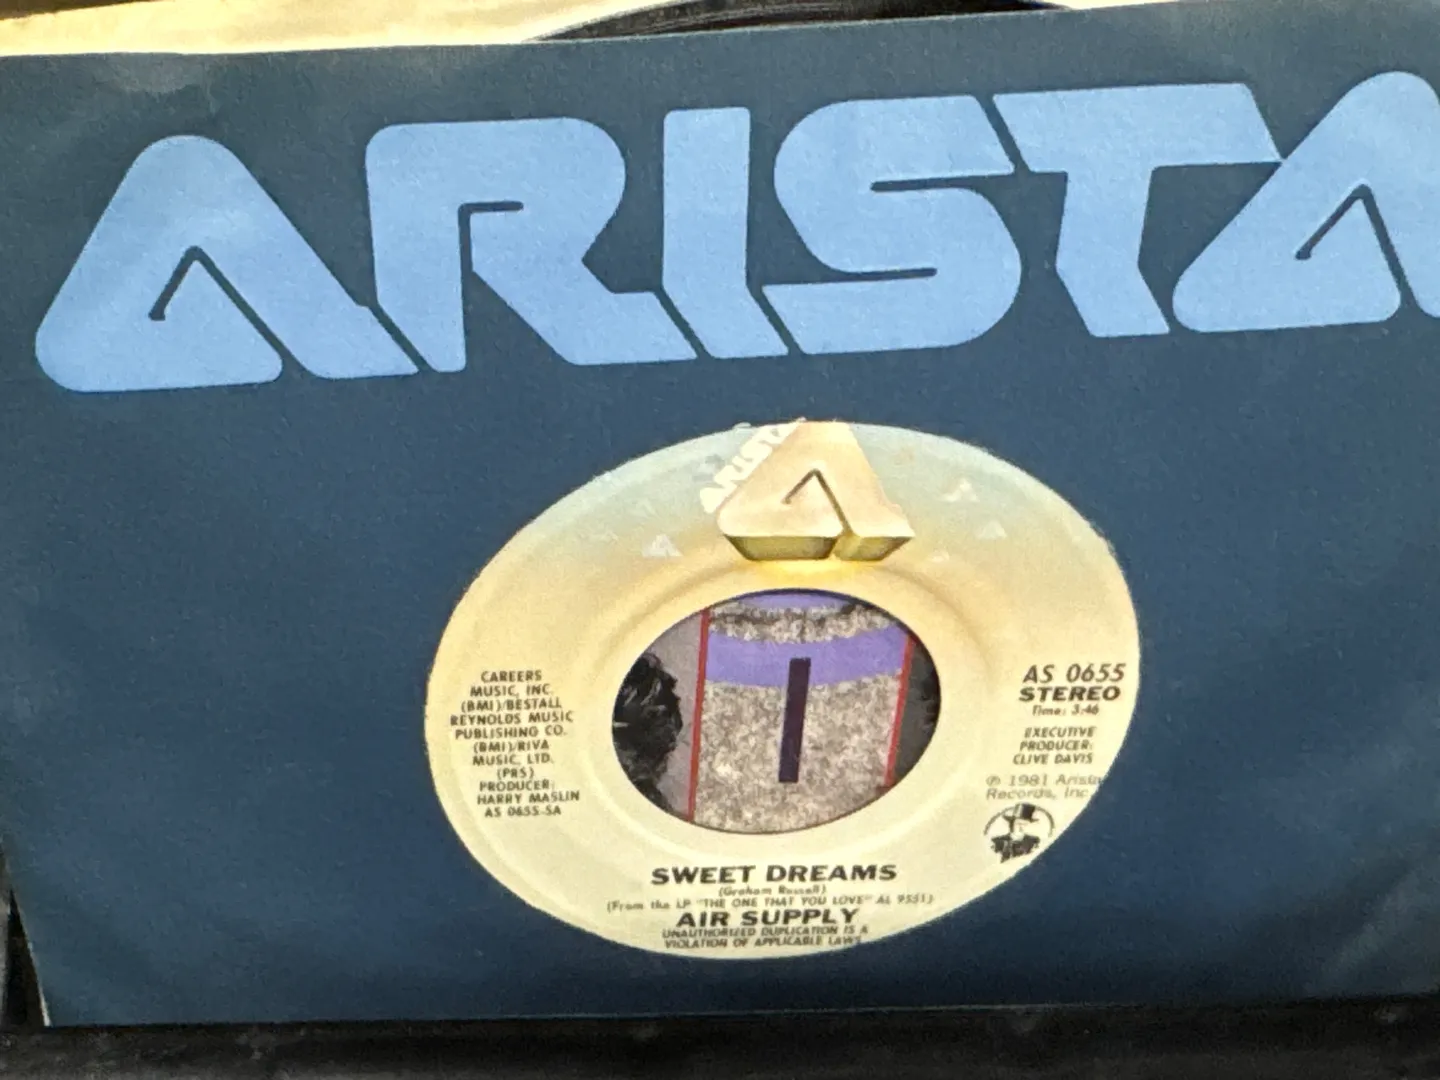 ARISTA
ARISTA
CAREERS
MUSIC, INC.
(BMI)/BESTALL
REYNOLDS MUSIC
PUBLISHING CO.
(BMI)/RIVA
MUSIC, LTD.
(PRS)
PRODUCER:
HARRY MASLIN
AS 0655-SA
AS 0655
STEREO
Time: 3:46
EXECUTIVE
PRODUCER:
CLIVE DAVIS
℗ 1981 Arista
Records, Inc.
SWEET DREAMS
(Graham Russell)
(From the LP "THE ONE THAT YOU LOVE" AL 9551)
AIR SUPPLY
UNAUTHORIZED DUPLICATION IS A
VIOLATION OF APPLICABLE LAWS